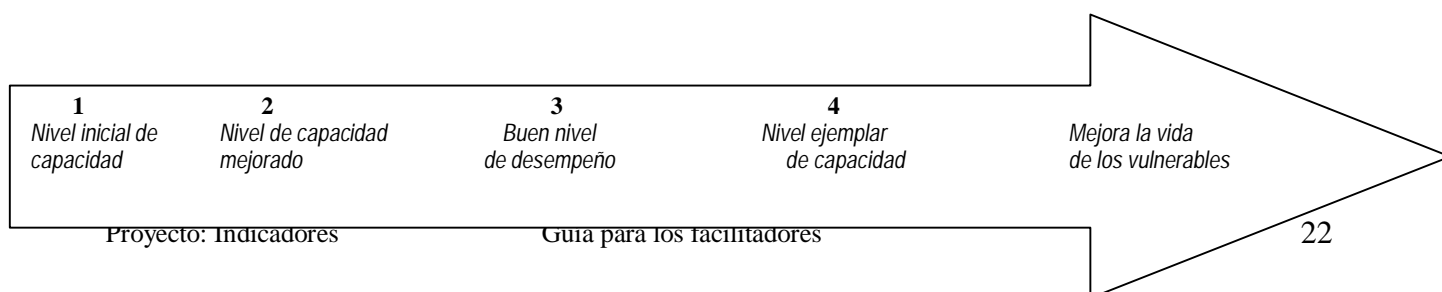 1 2 3 4
Nivel inicial de Nivel de capacidad Buen nivel Nivel ejemplar Mejora la vida
capacidad mejorado de desempeño de capacidad de los vulnerables
Proyecto: Indicadores Guía para los facilitadores 22